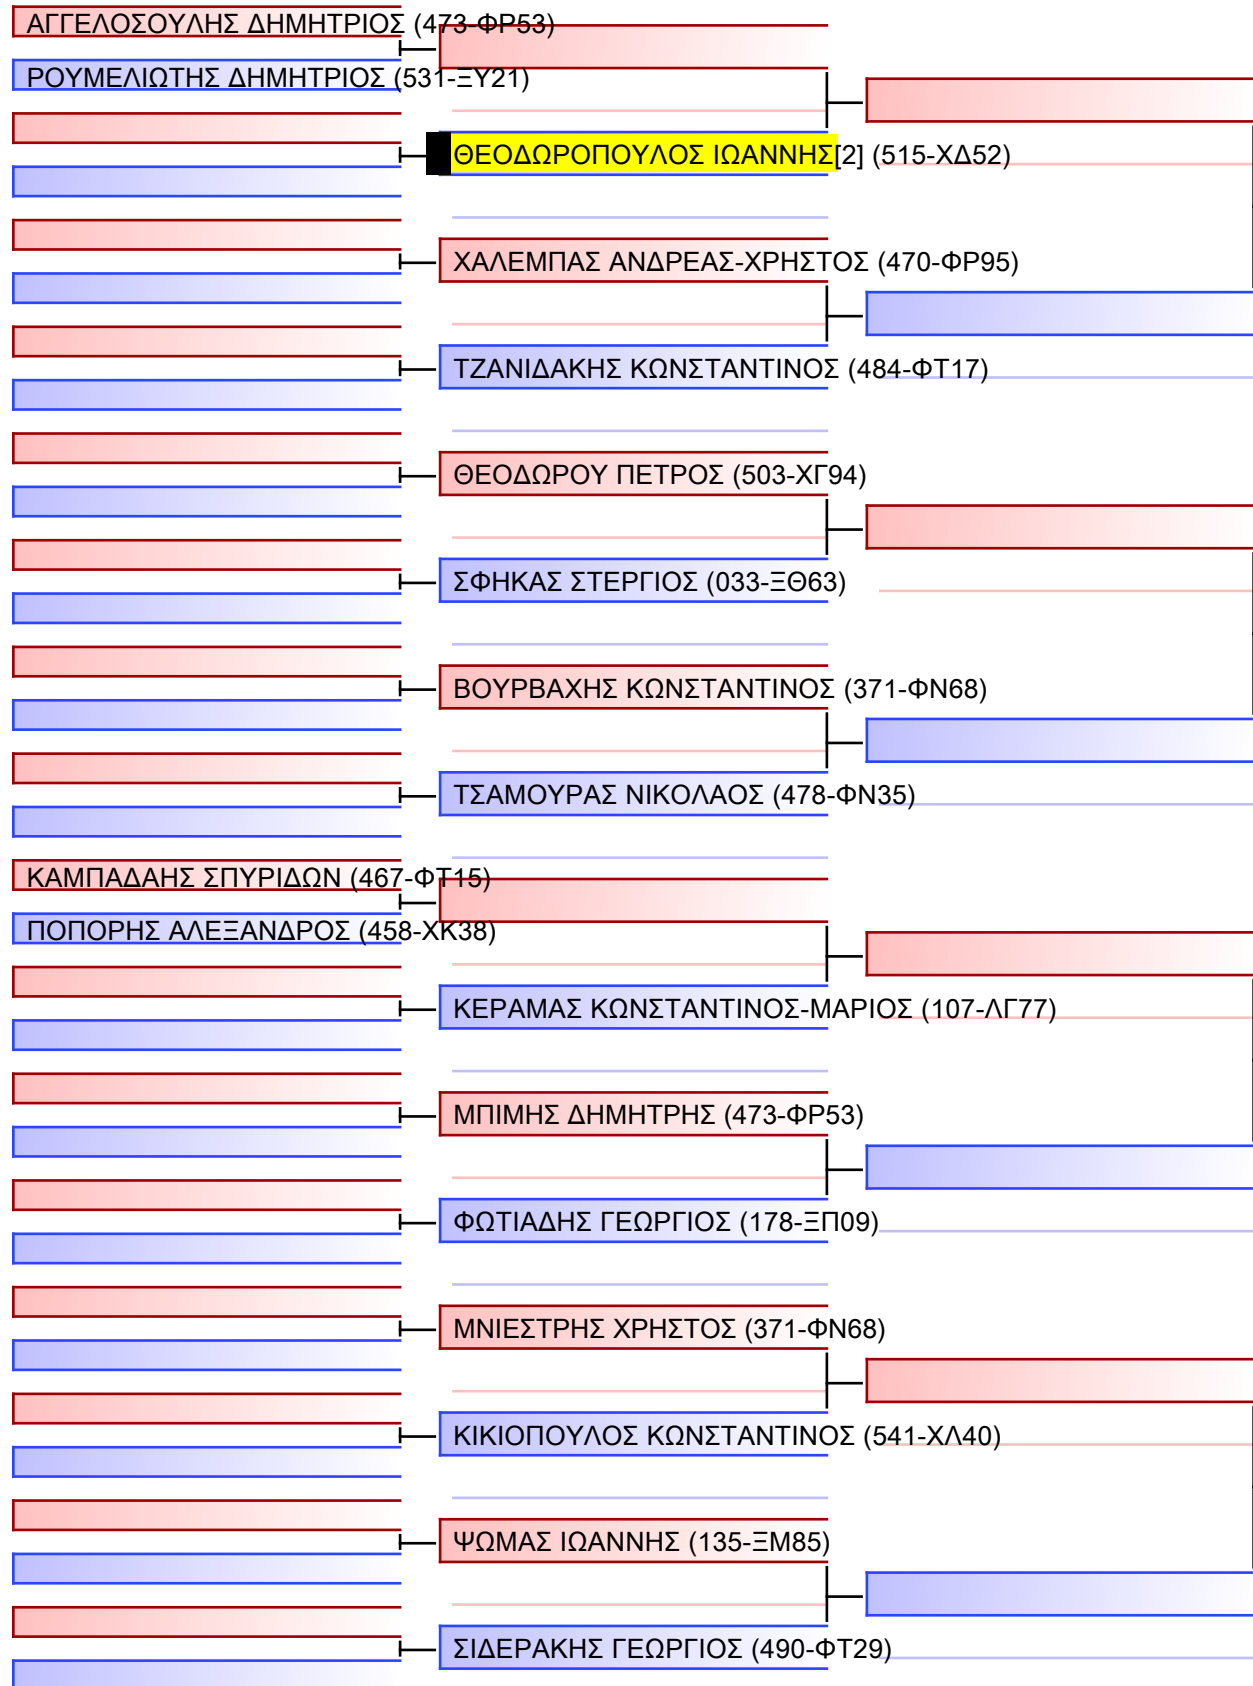 ΑΓΓΕΛΟΣΟΥΛΗΣ ΔΗΜΗΤΡΙΟΣ (473-ΦΡ53)
ΡΟΥΜΕΛΙΩΤΗΣ ΔΗΜΗΤΡΙΟΣ (531-ΞΥ21)
ΘΕΟΔΩΡΟΠΟΥΛΟΣ ΙΩΑΝΝΗΣ[2] (515-ΧΔ52)
ΧΑΛΕΜΠΑΣ ΑΝΔΡΕΑΣ-ΧΡΗΣΤΟΣ (470-ΦΡ95)
ΤΖΑΝΙΔΑΚΗΣ ΚΩΝΣΤΑΝΤΙΝΟΣ (484-ΦΤ17)
ΘΕΟΔΩΡΟΥ ΠΕΤΡΟΣ (503-ΧΓ94)
ΣΦΗΚΑΣ ΣΤΕΡΓΙΟΣ (033-ΞΘ63)
ΒΟΥΡΒΑΧΗΣ ΚΩΝΣΤΑΝΤΙΝΟΣ (371-ΦΝ68)
ΤΣΑΜΟΥΡΑΣ ΝΙΚΟΛΑΟΣ (478-ΦΝ35)
ΚΑΜΠΑΔΑΗΣ ΣΠΥΡΙΔΩΝ (467-ΦΤ15)
ΠΟΠΟΡΗΣ ΑΛΕΞΑΝΔΡΟΣ (458-ΧΚ38)
ΚΕΡΑΜΑΣ ΚΩΝΣΤΑΝΤΙΝΟΣ-ΜΑΡΙΟΣ (107-ΛΓ77)
ΜΠΙΜΗΣ ΔΗΜΗΤΡΗΣ (473-ΦΡ53)
ΦΩΤΙΑΔΗΣ ΓΕΩΡΓΙΟΣ (178-ΞΠ09)
ΜΝΙΕΣΤΡΗΣ ΧΡΗΣΤΟΣ (371-ΦΝ68)
ΚΙΚΙΟΠΟΥΛΟΣ ΚΩΝΣΤΑΝΤΙΝΟΣ (541-ΧΛ40)
ΨΩΜΑΣ ΙΩΑΝΝΗΣ (135-ΞΜ85)
ΣΙΔΕΡΑΚΗΣ ΓΕΩΡΓΙΟΣ (490-ΦΤ29)